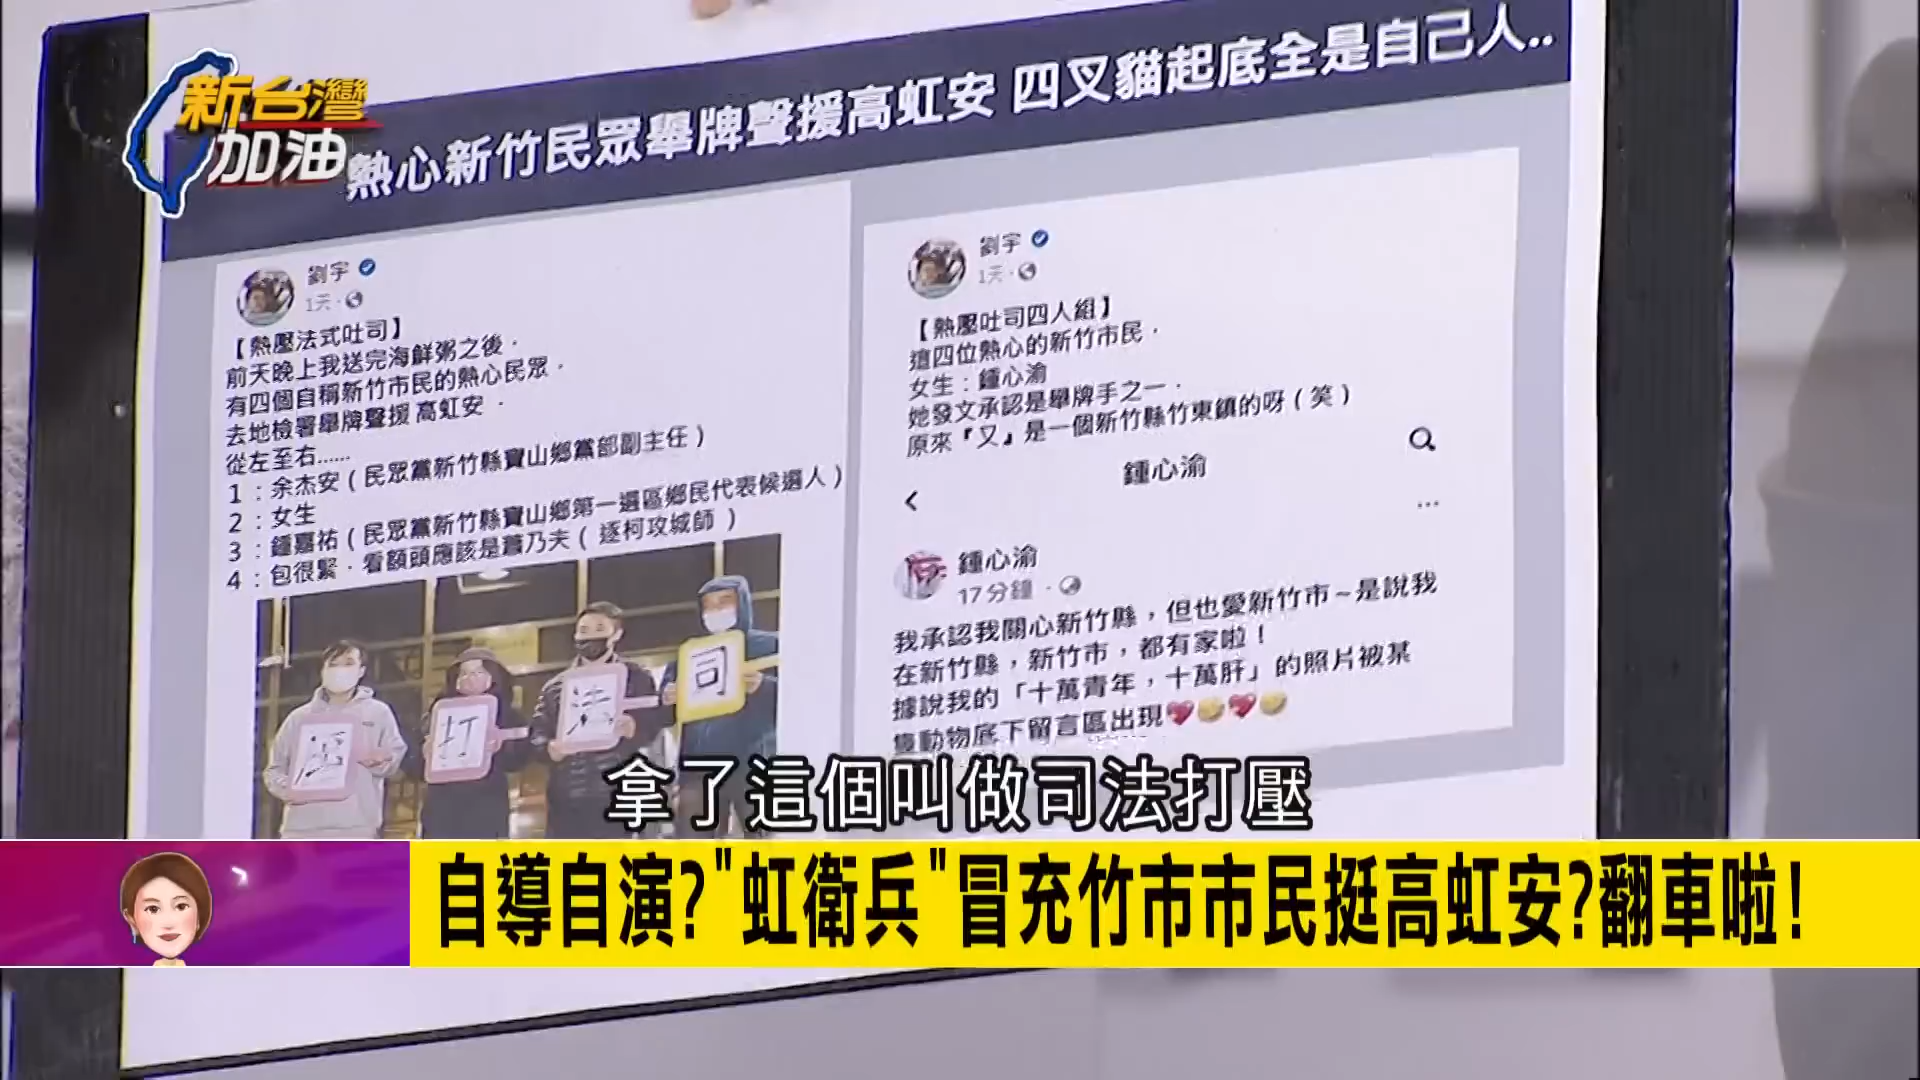 新台灣
加油
熱心新竹民眾舉牌聲援高虹安 四叉貓起底全是自己人..
劉宇
1天
【熱壓法式吐司】
前天晚上我送完海鮮粥之後．
有四個自稱新竹市民的熱心民眾．
去地檢署舉牌聲援 高虹安 ．
從左至右......
1：余杰安（民眾黨新竹縣寶山鄉黨部副主任）
2：女生
3：鍾嘉祐（民眾黨新竹縣寶山鄉第一選區鄉民代表候選人）
4：包很緊．看額頭應該是蕭乃夫（逐柯攻城師 ）
壓 打 法 司
劉宇
1天
【熱壓吐司四人組】
這四位熱心的新竹市民．
女生：鍾心渝
她發文承認是舉牌手之一．
原來『又』是一個新竹縣竹東鎮的呀（笑）
鍾心渝
鍾心渝
17分鐘
我承認我關心新竹縣，但也愛新竹市~是說我
在新竹縣，新竹市，都有家啦！
據說我的「十萬青年，十萬肝」的照片被某
隻動物底下留言區出現
拿了這個叫做司法打壓
自導自演?"虹衛兵"冒充竹市市民挺高虹安?翻車啦!